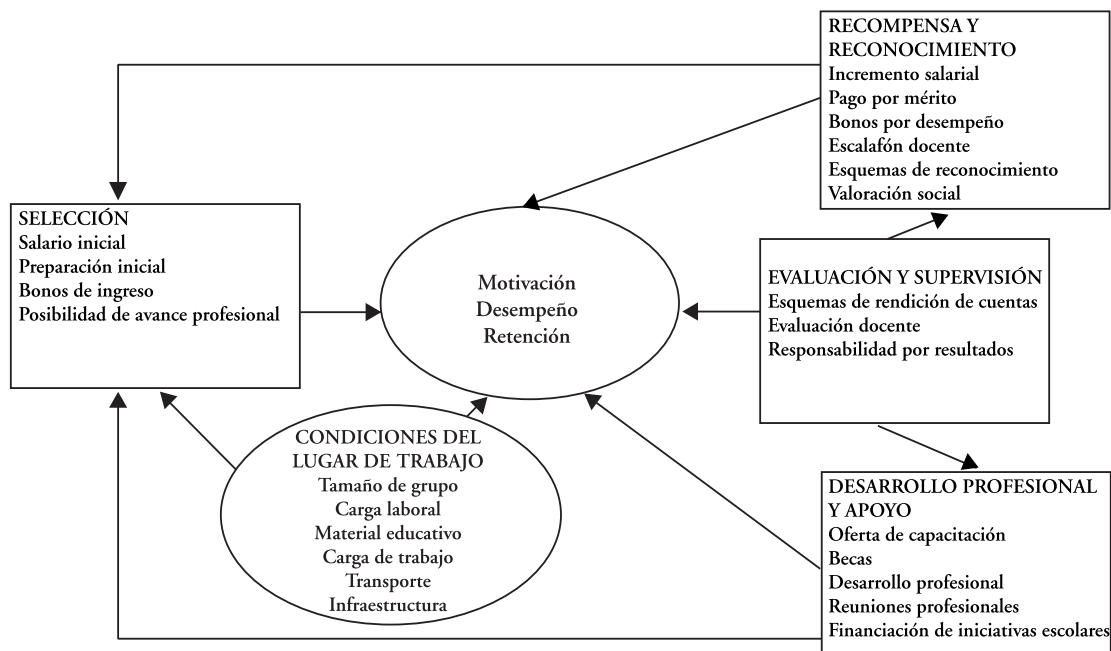 RECOMPENSA Y
RECONOCIMIENTO
Incremento salarial
Pago por mérito
Bonos por desempeño
Escalafón docente
Esquemas de reconocimiento
Valoración social
SELECCIÓN
Salario inicial
Preparación inicial
Bonos de ingreso
Posibilidad de avance profesional
Motivación
Desempeño
Retención
EVALUACIÓN Y SUPERVISIÓN
Esquemas de rendición de cuentas
Evaluación docente
Responsabilidad por resultados
CONDICIONES DEL
LUGAR DE TRABAJO
Tamaño de grupo
Carga laboral
Material educativo
Carga de trabajo
Transporte
Infraestructura
DESARROLLO PROFESIONAL
Y APOYO
Oferta de capacitación
Becas
Desarrollo profesional
Reuniones profesionales
Financiación de iniciativas escolares